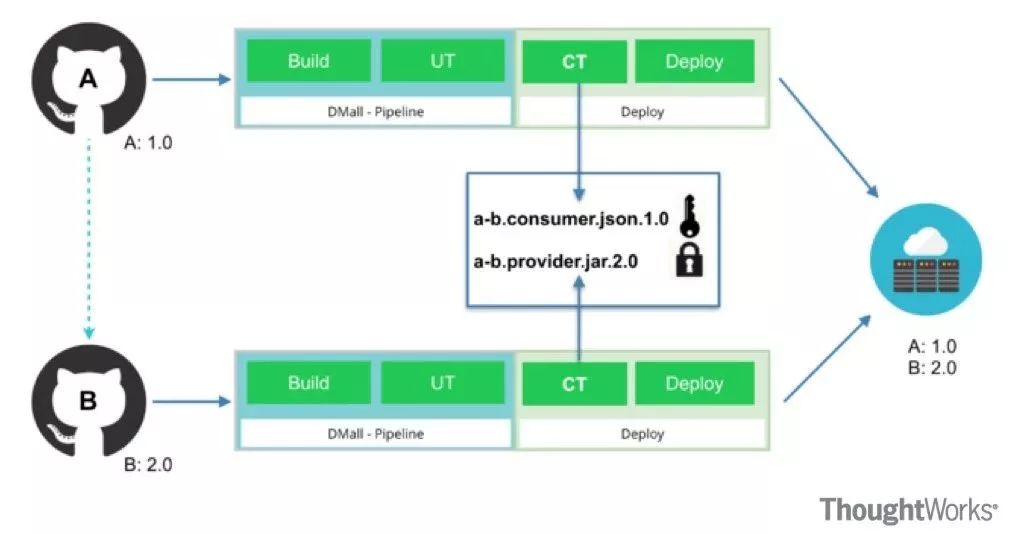 A
A: 1.0
Build
UT
CT
Deploy
DMall - Pipeline
Deploy
a-b.consumer.json.1.0
a-b.provider.jar.2.0
A: 1.0
B: 2.0
B
B: 2.0
Build
UT
CT
Deploy
DMall - Pipeline
Deploy
ThoughtWorks®